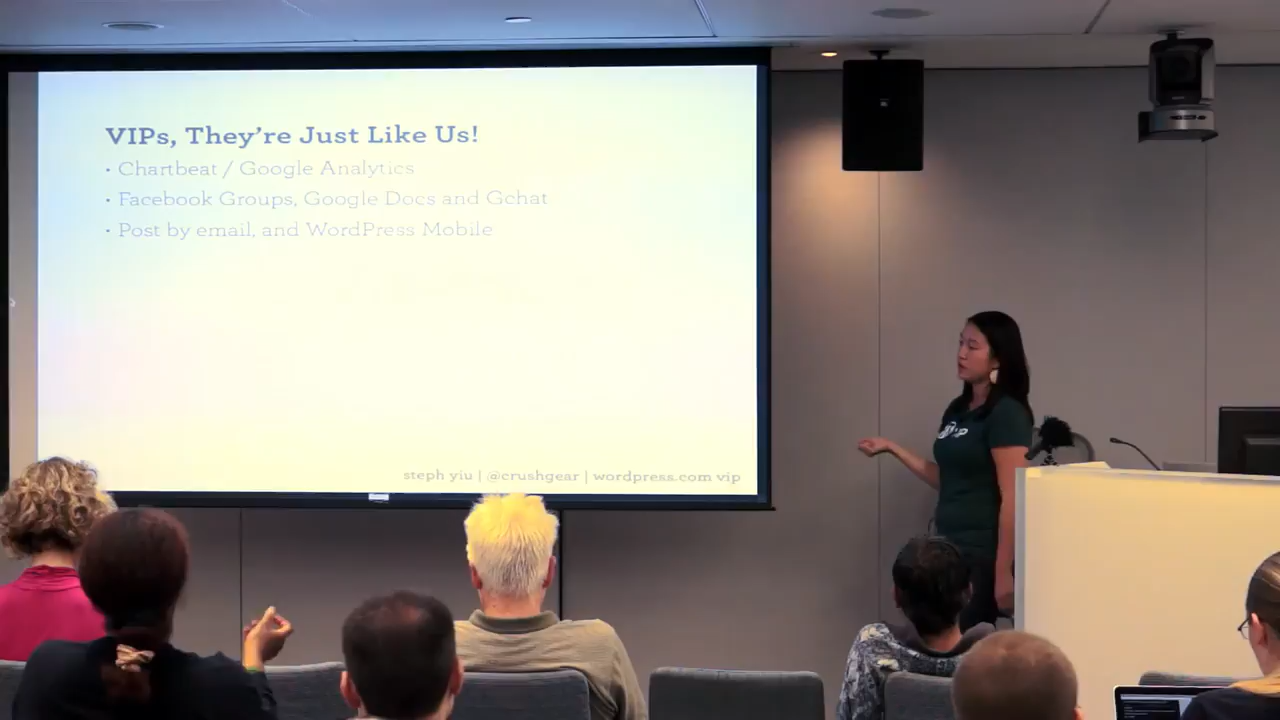 VIPs, They're Just Like Us!
• Chartbeat / Google Analytics
• Facebook Groups, Google Docs and Gchat
• Post by email, and WordPress Mobile
steph yiu | @crushgear | wordpress.com vip